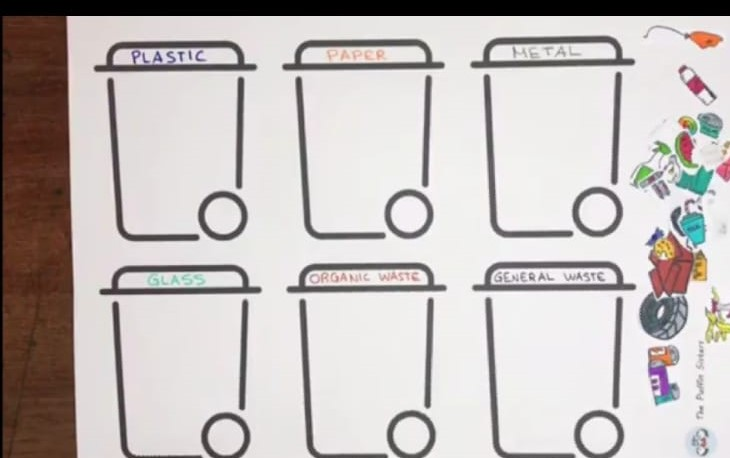 PLASTIC
PAPER
METAL
GLASS
ORGANIC WASTE
GENERAL WASTE
The Puffin Sisters